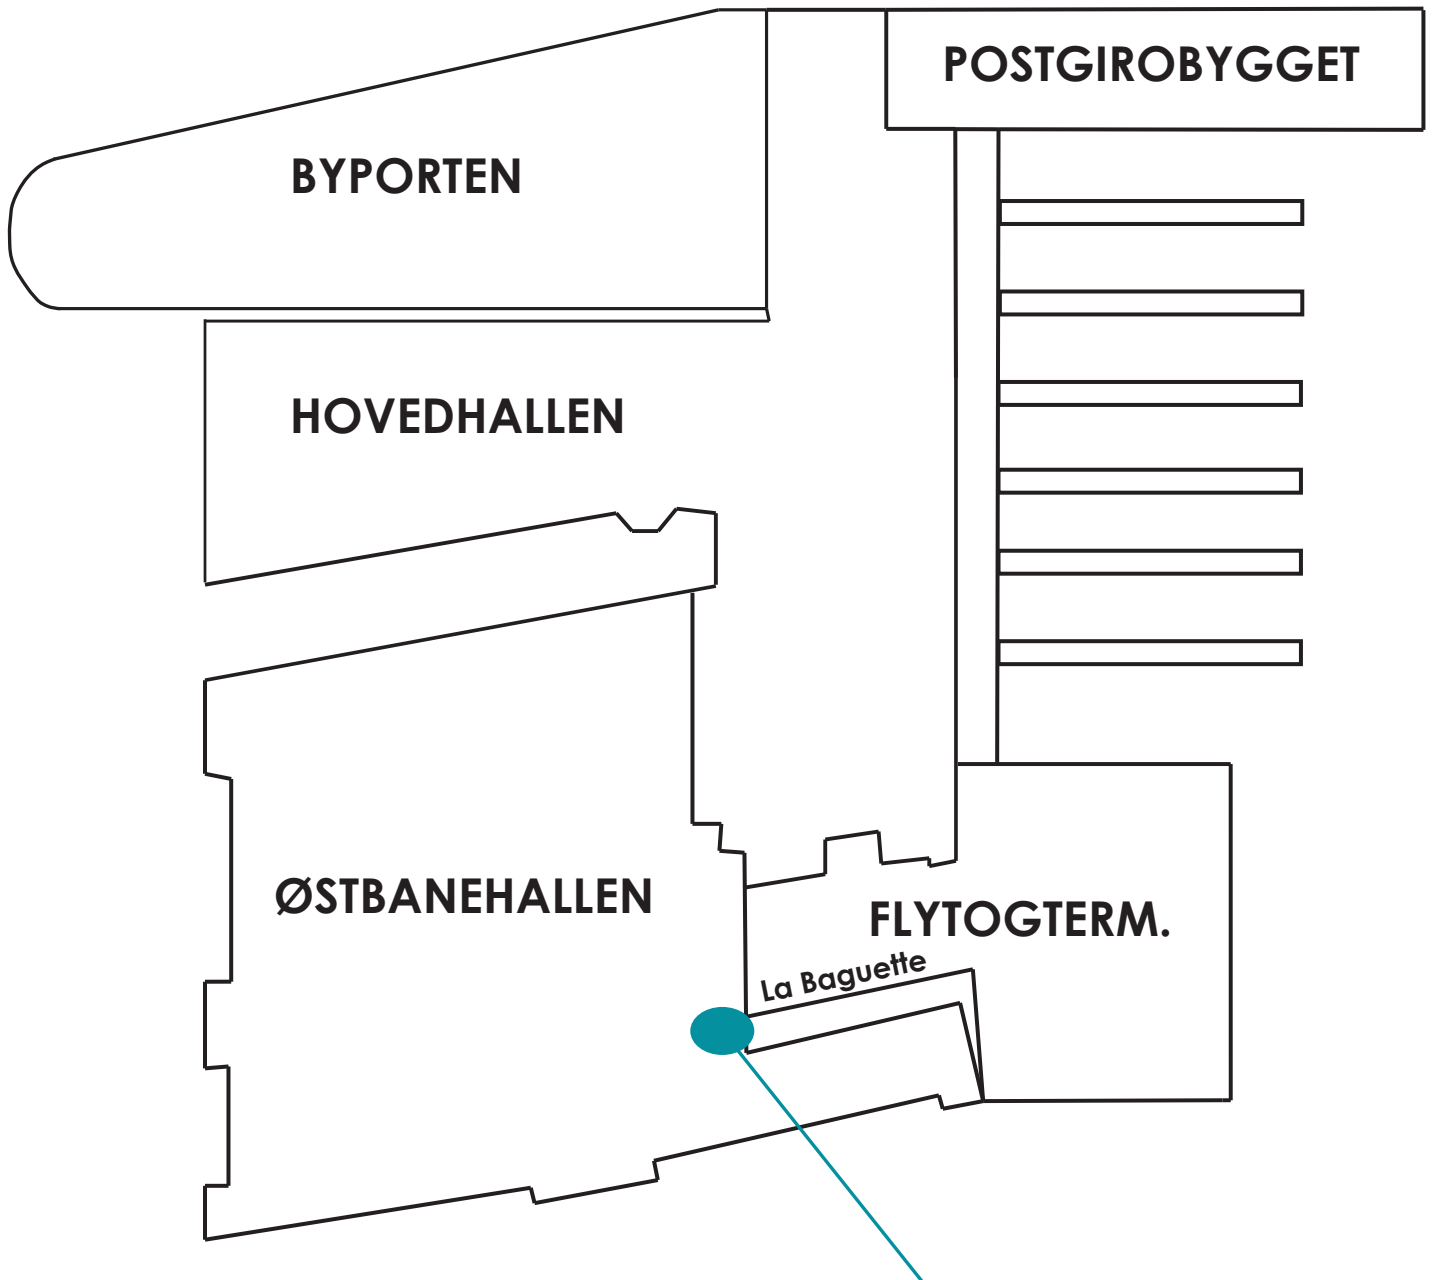 POSTGIROBYGGET
BYPORTEN
HOVEDHALLEN
ØSTBANEHALLEN
FLYTOGTERM.
La Baguette